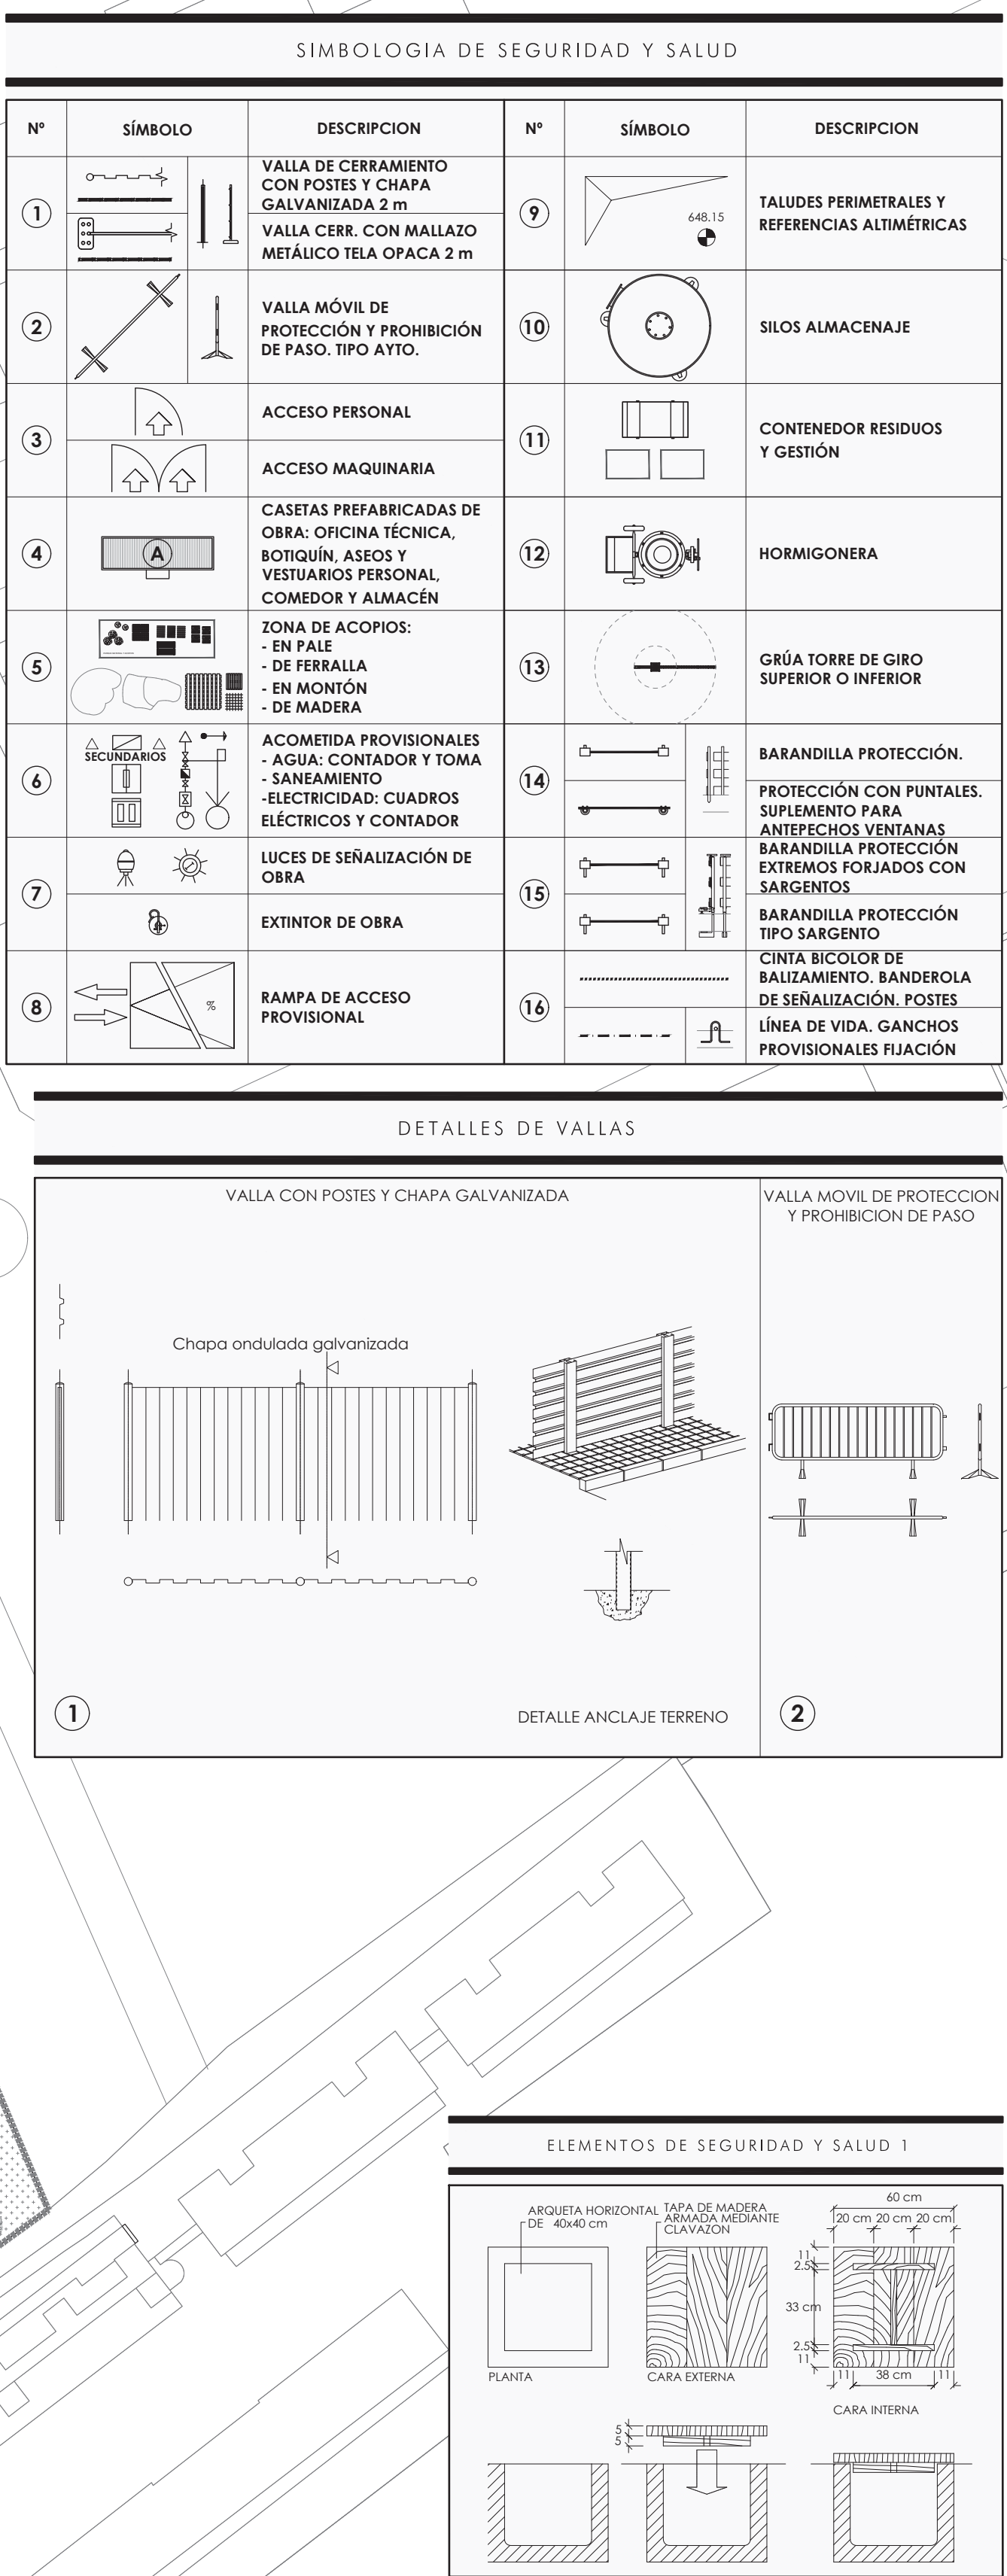 SIMBOLOGIA DE SEGURIDAD Y SALUD
Nº SÍMBOLO DESCRIPCION
1
VALLA DE CERRAMIENTO
CON POSTES Y CHAPA
GALVANIZADA 2 m
VALLA CERR. CON MALLAZO
METÁLICO TELA OPACA 2 m
2
VALLA MÓVIL DE
PROTECCIÓN Y PROHIBICIÓN
DE PASO. TIPO AYTO.
3
ACCESO PERSONAL
ACCESO MAQUINARIA
4
A
CASETAS PREFABRICADAS DE
OBRA: OFICINA TÉCNICA,
BOTIQUÍN, ASEOS Y
VESTUARIOS PERSONAL,
COMEDOR Y ALMACÉN
5
ZONA DE ACOPIOS:
- EN PALE
- DE FERRALLA
- EN MONTÓN
- DE MADERA
6
SECUNDARIOS
ACOMETIDA PROVISIONALES
- AGUA: CONTADOR Y TOMA
- SANEAMIENTO
-ELECTRICIDAD: CUADROS
ELÉCTRICOS Y CONTADOR
7
LUCES DE SEÑALIZACIÓN DE
OBRA
EXTINTOR DE OBRA
8
%
RAMPA DE ACCESO
PROVISIONAL
Nº SÍMBOLO DESCRIPCION
9
648.15
TALUDES PERIMETRALES Y
REFERENCIAS ALTIMÉTRICAS
10
SILOS ALMACENAJE
11
CONTENEDOR RESIDUOS
Y GESTIÓN
12
HORMIGONERA
13
GRÚA TORRE DE GIRO
SUPERIOR O INFERIOR
14
BARANDILLA PROTECCIÓN.
PROTECCIÓN CON PUNTALES.
SUPLEMENTO PARA
ANTEPECHOS VENTANAS
15
BARANDILLA PROTECCIÓN
EXTREMOS FORJADOS CON
SARGENTOS
BARANDILLA PROTECCIÓN
TIPO SARGENTO
16
CINTA BICOLOR DE
BALIZAMIENTO. BANDEROLA
DE SEÑALIZACIÓN. POSTES
LÍNEA DE VIDA. GANCHOS
PROVISIONALES FIJACIÓN
DETALLES DE VALLAS
VALLA CON POSTES Y CHAPA GALVANIZADA
Chapa ondulada galvanizada
1
DETALLE ANCLAJE TERRENO
VALLA MOVIL DE PROTECCION
Y PROHIBICION DE PASO
2
ELEMENTOS DE SEGURIDAD Y SALUD 1
ARQUETA HORIZONTAL
DE 40x40 cm
PLANTA
TAPA DE MADERA
ARMADA MEDIANTE
CLAVAZON
CARA EXTERNA
60 cm
20 cm 20 cm 20 cm
11
2.5
33 cm
2.5
11
11 38 cm 11
CARA INTERNA
5
5